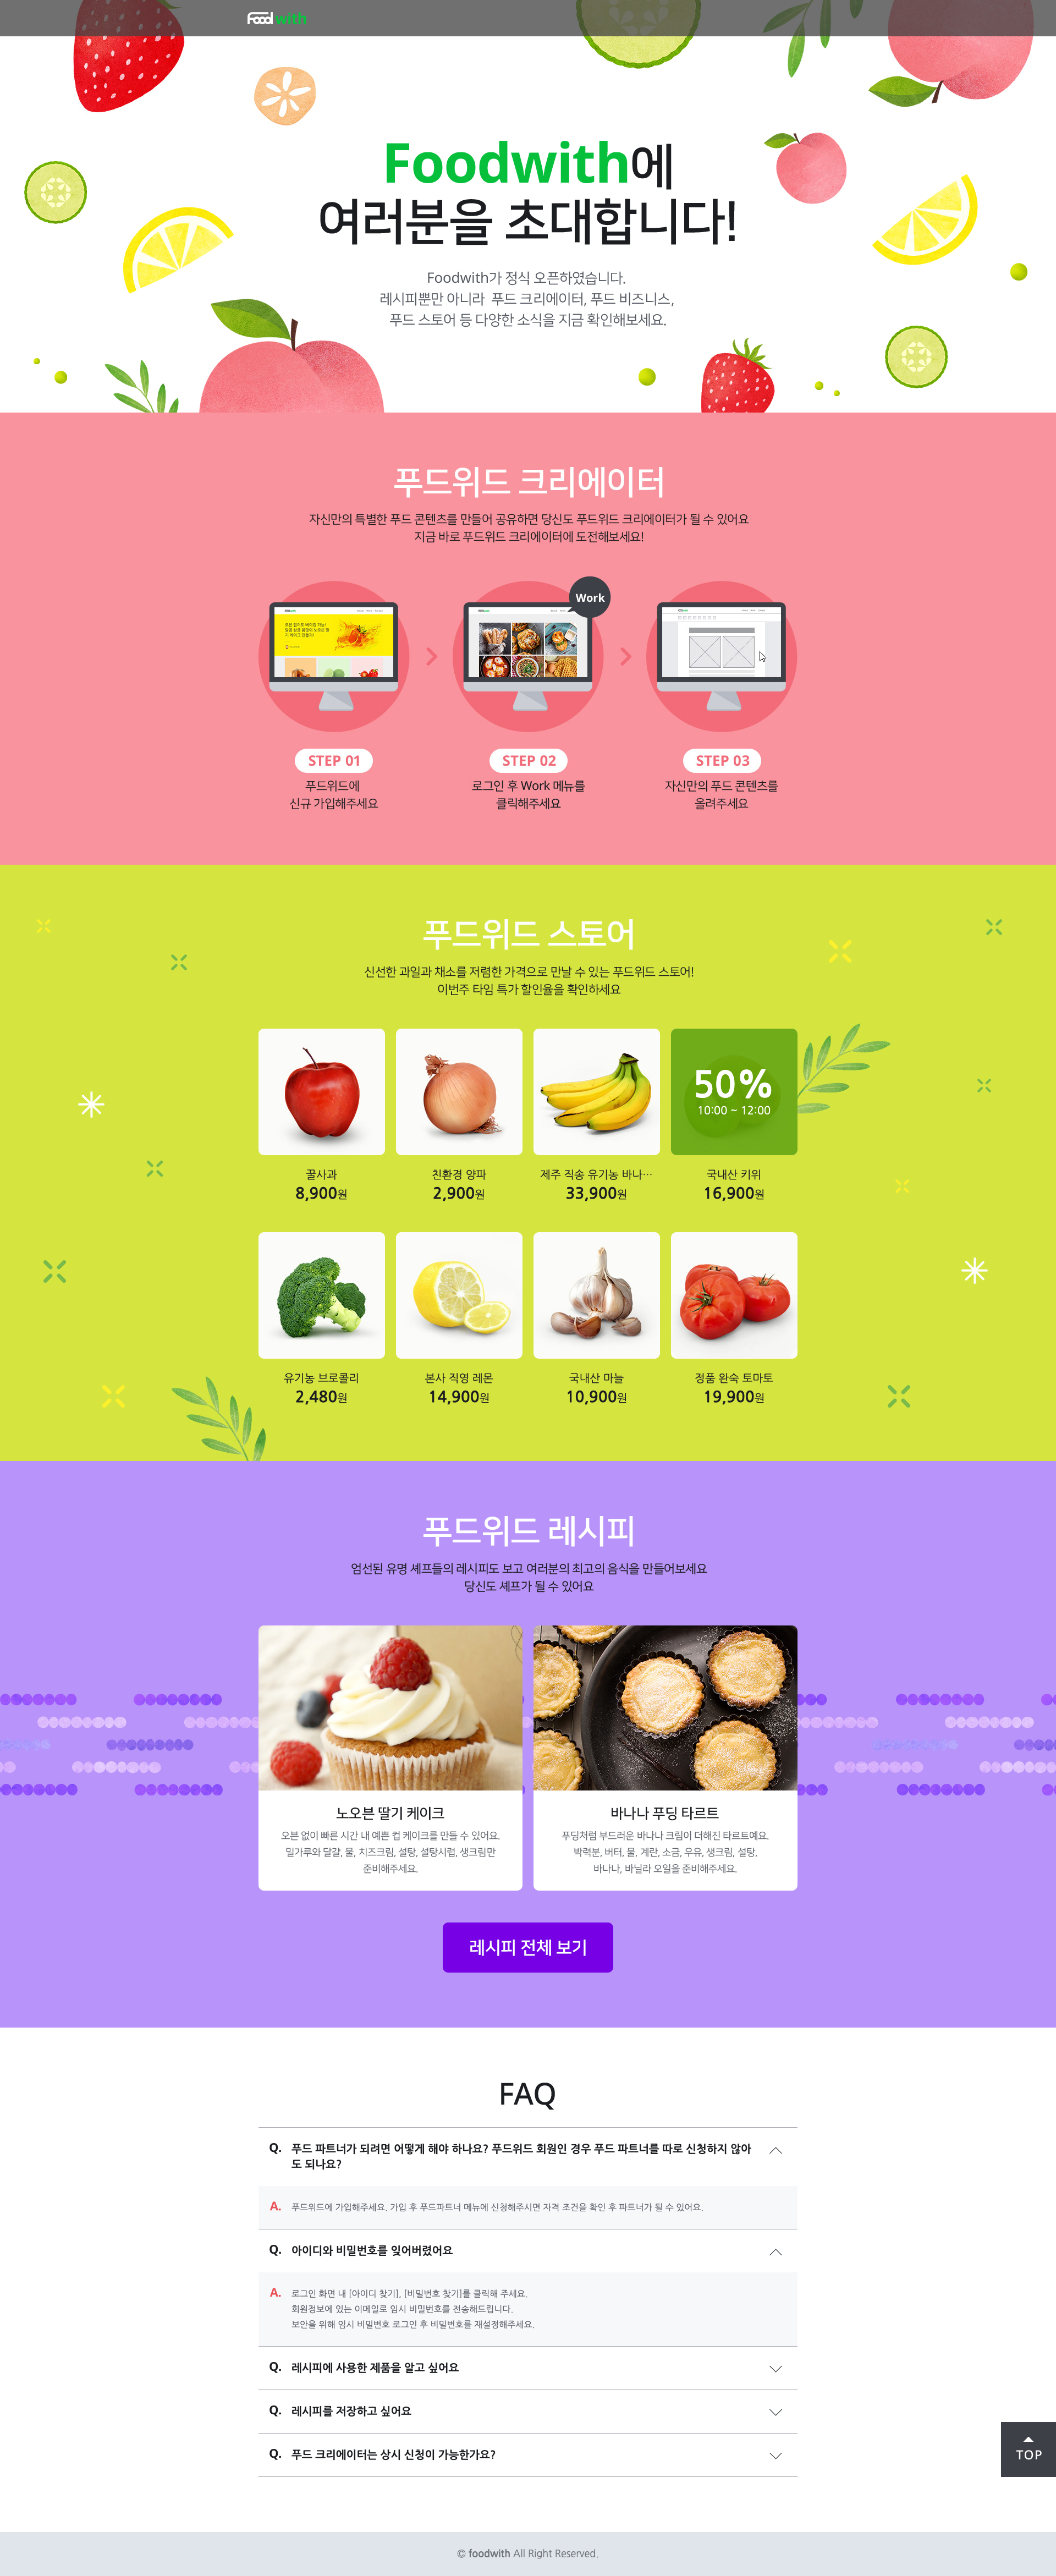 Food with
Foodwith에
여러분을 초대합니다!
Foodwith가 정식 오픈하였습니다.
레시피뿐만 아니라 푸드 크리에이터, 푸드 비즈니스,
푸드 스토어 등 다양한 소식을 지금 확인해보세요.
푸드위드 크리에이터
자신만의 특별한 푸드 콘텐츠를 만들어 공유하면 당신도 푸드위드 크리에이터가 될 수 있어요
지금 바로 푸드위드 크리에이터에 도전해보세요!
Work
STEP 01
푸드위드에
신규 가입해주세요
STEP 02
로그인 후 Work 메뉴를
클릭해주세요
STEP 03
자신만의 푸드 콘텐츠를
올려주세요
푸드위드 스토어
신선한 과일과 채소를 저렴한 가격으로 만날 수 있는 푸드위드 스토어!
이번주 타임 특가 할인율을 확인하세요
50%
10:00 ~ 12:00
꿀사과
8,900원
친환경 양파
2,900원
제주 직송 유기농 바나…
33,900원
국내산 키위
16,900원
유기농 브로콜리
2,480원
본사 직영 레몬
14,900원
국내산 마늘
10,900원
정품 완숙 토마토
19,900원
푸드위드 레시피
엄선된 유명 셰프들의 레시피도 보고 여러분의 최고의 음식을 만들어보세요
당신도 셰프가 될 수 있어요
노오븐 딸기 케이크
오븐 없이 빠른 시간 내 예쁜 컵 케이크를 만들 수 있어요.
밀가루와 달걀, 물, 치즈크림, 설탕, 설탕시럽, 생크림만
준비해주세요.
바나나 푸딩 타르트
푸딩처럼 부드러운 바나나 크림이 더해진 타르트예요.
박력분, 버터, 물, 계란, 소금, 우유, 생크림, 설탕,
바나나, 바닐라 오일을 준비해주세요.
레시피 전체 보기
FAQ
Q. 푸드 파트너가 되려면 어떻게 해야 하나요? 푸드위드 회원인 경우 푸드 파트너를 따로 신청하지 않아
도 되나요?
A. 푸드위드에 가입해주세요. 가입 후 푸드파트너 메뉴에 신청해주시면 자격 조건을 확인 후 파트너가 될 수 있어요.
Q. 아이디와 비밀번호를 잊어버렸어요
A. 로그인 화면 내 [아이디 찾기], [비밀번호 찾기]를 클릭해 주세요.
회원정보에 있는 이메일로 임시 비밀번호를 전송해드립니다.
보안을 위해 임시 비밀번호 로그인 후 비밀번호를 재설정해주세요.
Q. 레시피에 사용한 제품을 알고 싶어요
Q. 레시피를 저장하고 싶어요
Q. 푸드 크리에이터는 상시 신청이 가능한가요?
TOP
© foodwith All Right Reserved.